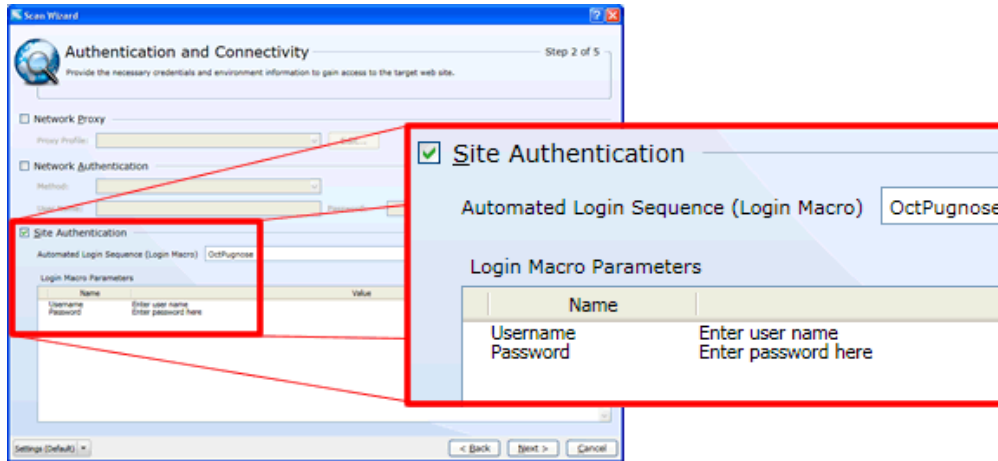 Scan Wizard
Authentication and Connectivity
Step 2 of 5
Provide the necessary credentials and environment information to gain access to the target web site.
Network Proxy
Proxy Profile:
Network Authentication
Method:
User Name:
Site Authentication
Automated Login Sequence (Login Macro) OctPugnose
Login Macro Parameters
Name Value
Username Enter user name
Password Enter password here
Settings (Default)
< Back Next > Cancel
Site Authentication
Automated Login Sequence (Login Macro) OctPugnose
Login Macro Parameters
Name
Username Enter user name
Password Enter password here